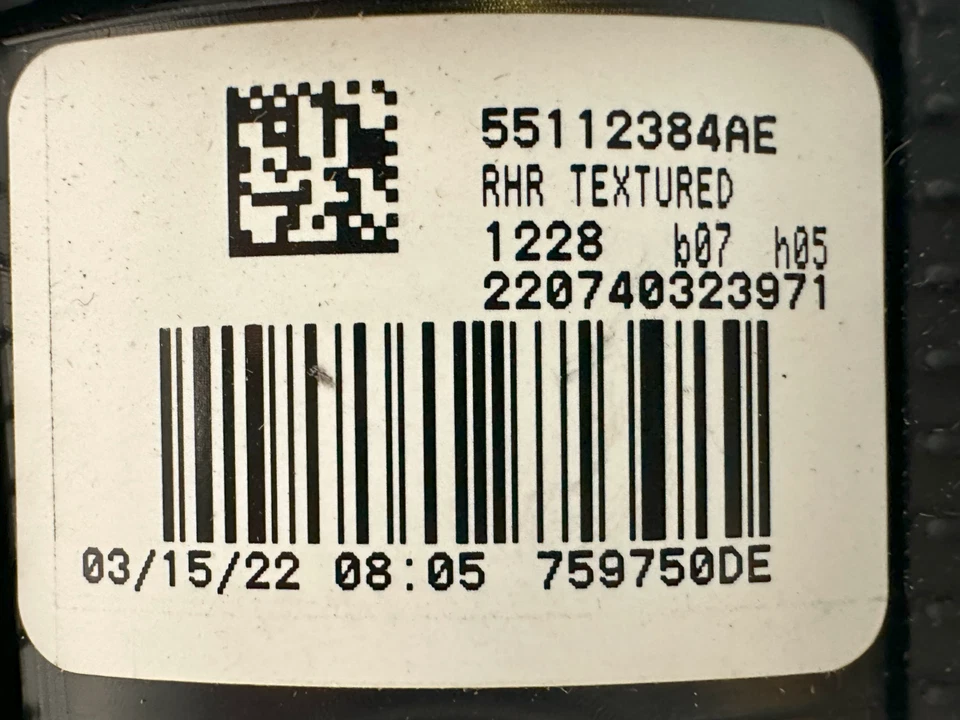 55112384AE
RHR TEXTURED
1228 b07 h05
220740323971
03/15/22 08:05 759750DE